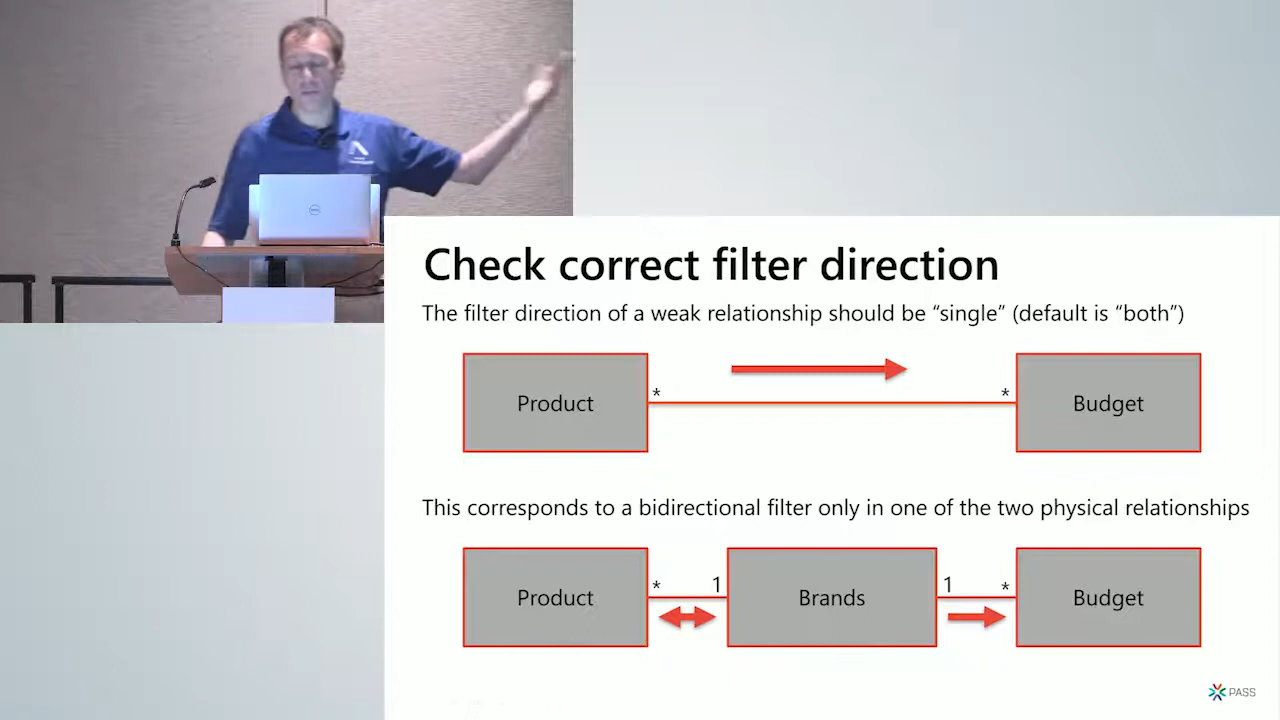 Check correct filter direction
The filter direction of a weak relationship should be “single” (default is “both”)
Product
*
*
Budget
This corresponds to a bidirectional filter only in one of the two physical relationships
Product
*
1
Brands
1
*
Budget
PASS